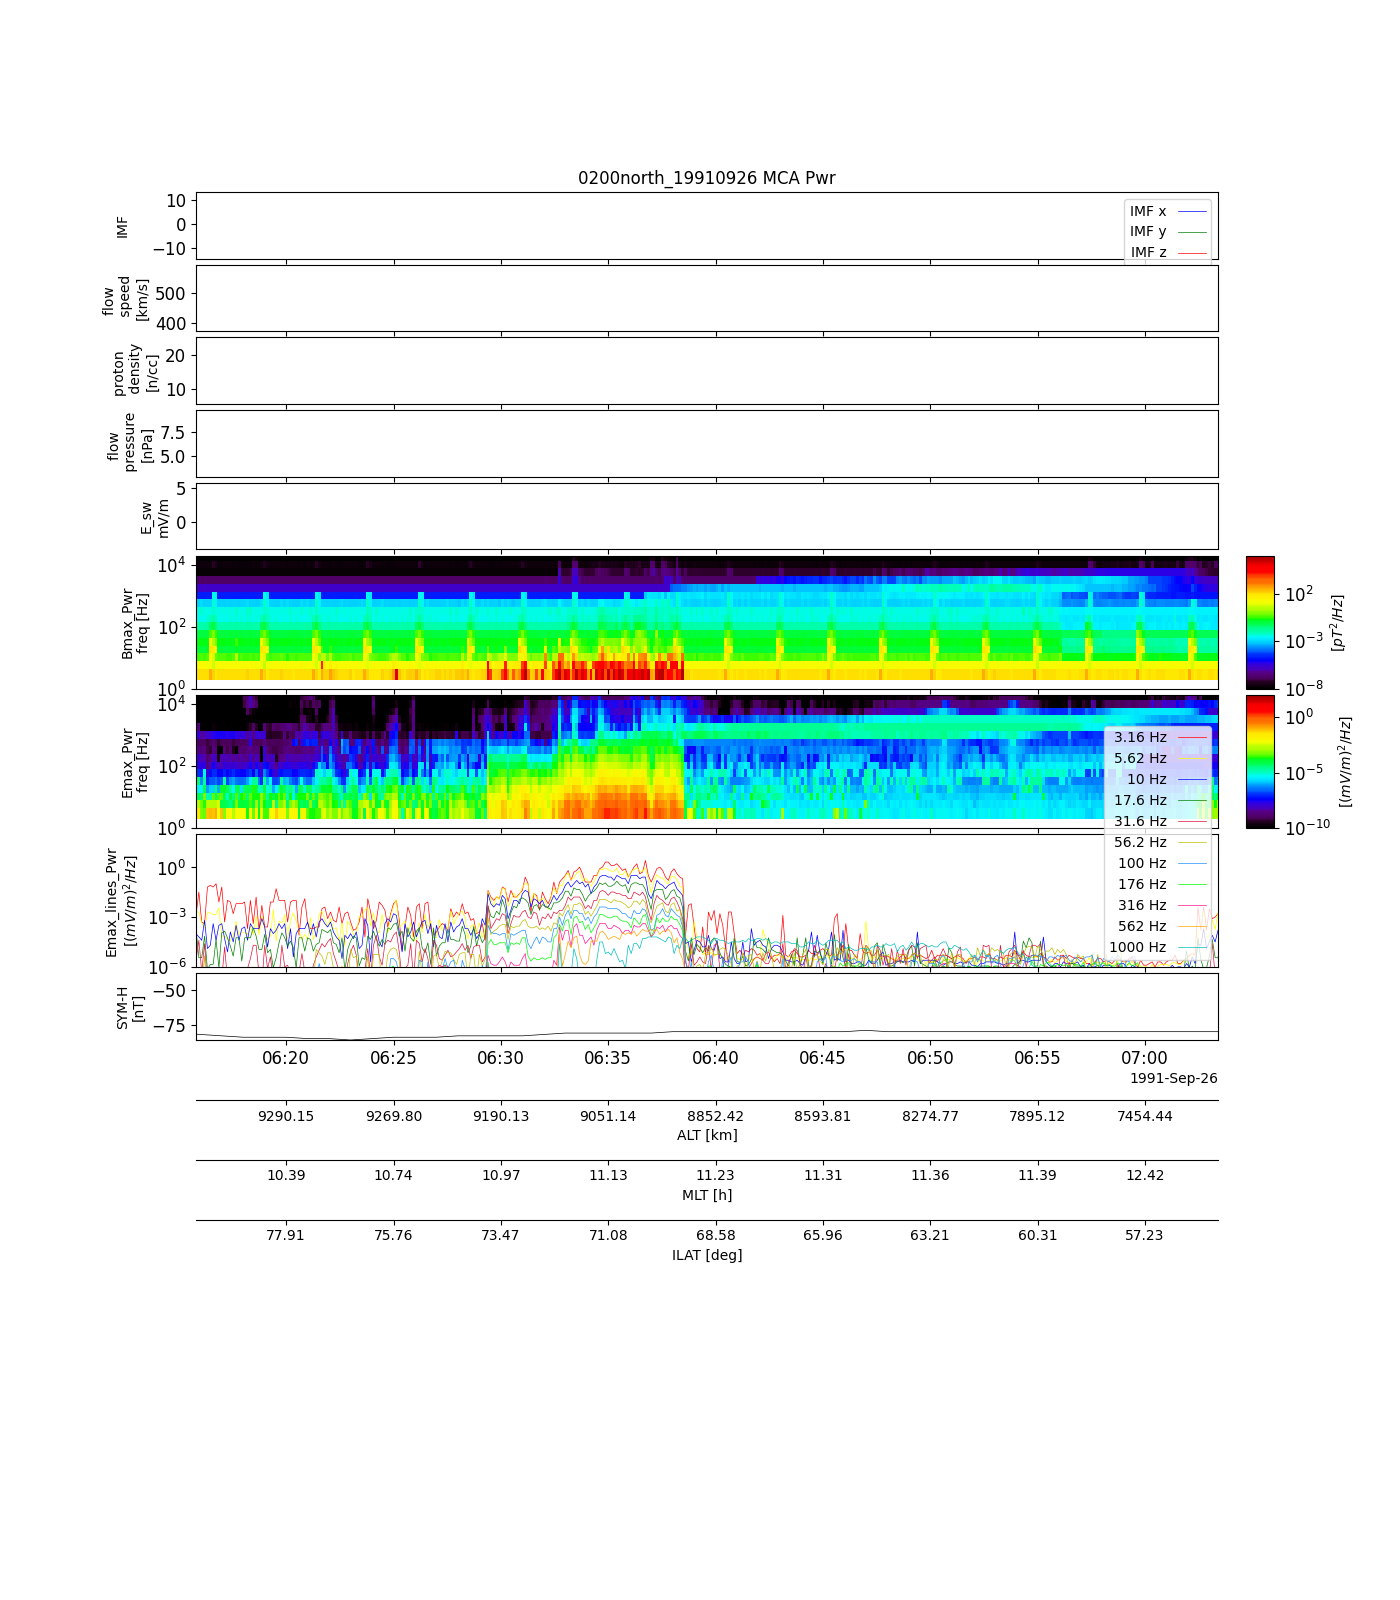 0200north_19910926 MCA Pwr
IMF
10
0
−10
IMF x
IMF y
IMF z
flow
speed
[km/s]
500
400
proton
density
[n/cc]
20
10
flow
pressure
[nPa]
7.5
5.0
E_sw
mV/m
5
0
Bmax_Pwr
freq [Hz]
10^4
10^2
10^0
10^2
10^−3
10^−8
[pT^2/Hz]
Emax_Pwr
freq [Hz]
10^4
10^2
10^0
10^0
10^−5
10^−10
[(mV/m)^2/Hz]
3.16 Hz
5.62 Hz
10 Hz
17.6 Hz
31.6 Hz
56.2 Hz
100 Hz
176 Hz
316 Hz
562 Hz
1000 Hz
Emax_lines_Pwr
[(mV/m)^2/Hz]
10^0
10^−3
10^−6
SYM-H
[nT]
−50
−75
06:20 06:25 06:30 06:35 06:40 06:45 06:50 06:55 07:00
1991-Sep-26
9290.15 9269.80 9190.13 9051.14 8852.42 8593.81 8274.77 7895.12 7454.44
ALT [km]
10.39 10.74 10.97 11.13 11.23 11.31 11.36 11.39 12.42
MLT [h]
77.91 75.76 73.47 71.08 68.58 65.96 63.21 60.31 57.23
ILAT [deg]